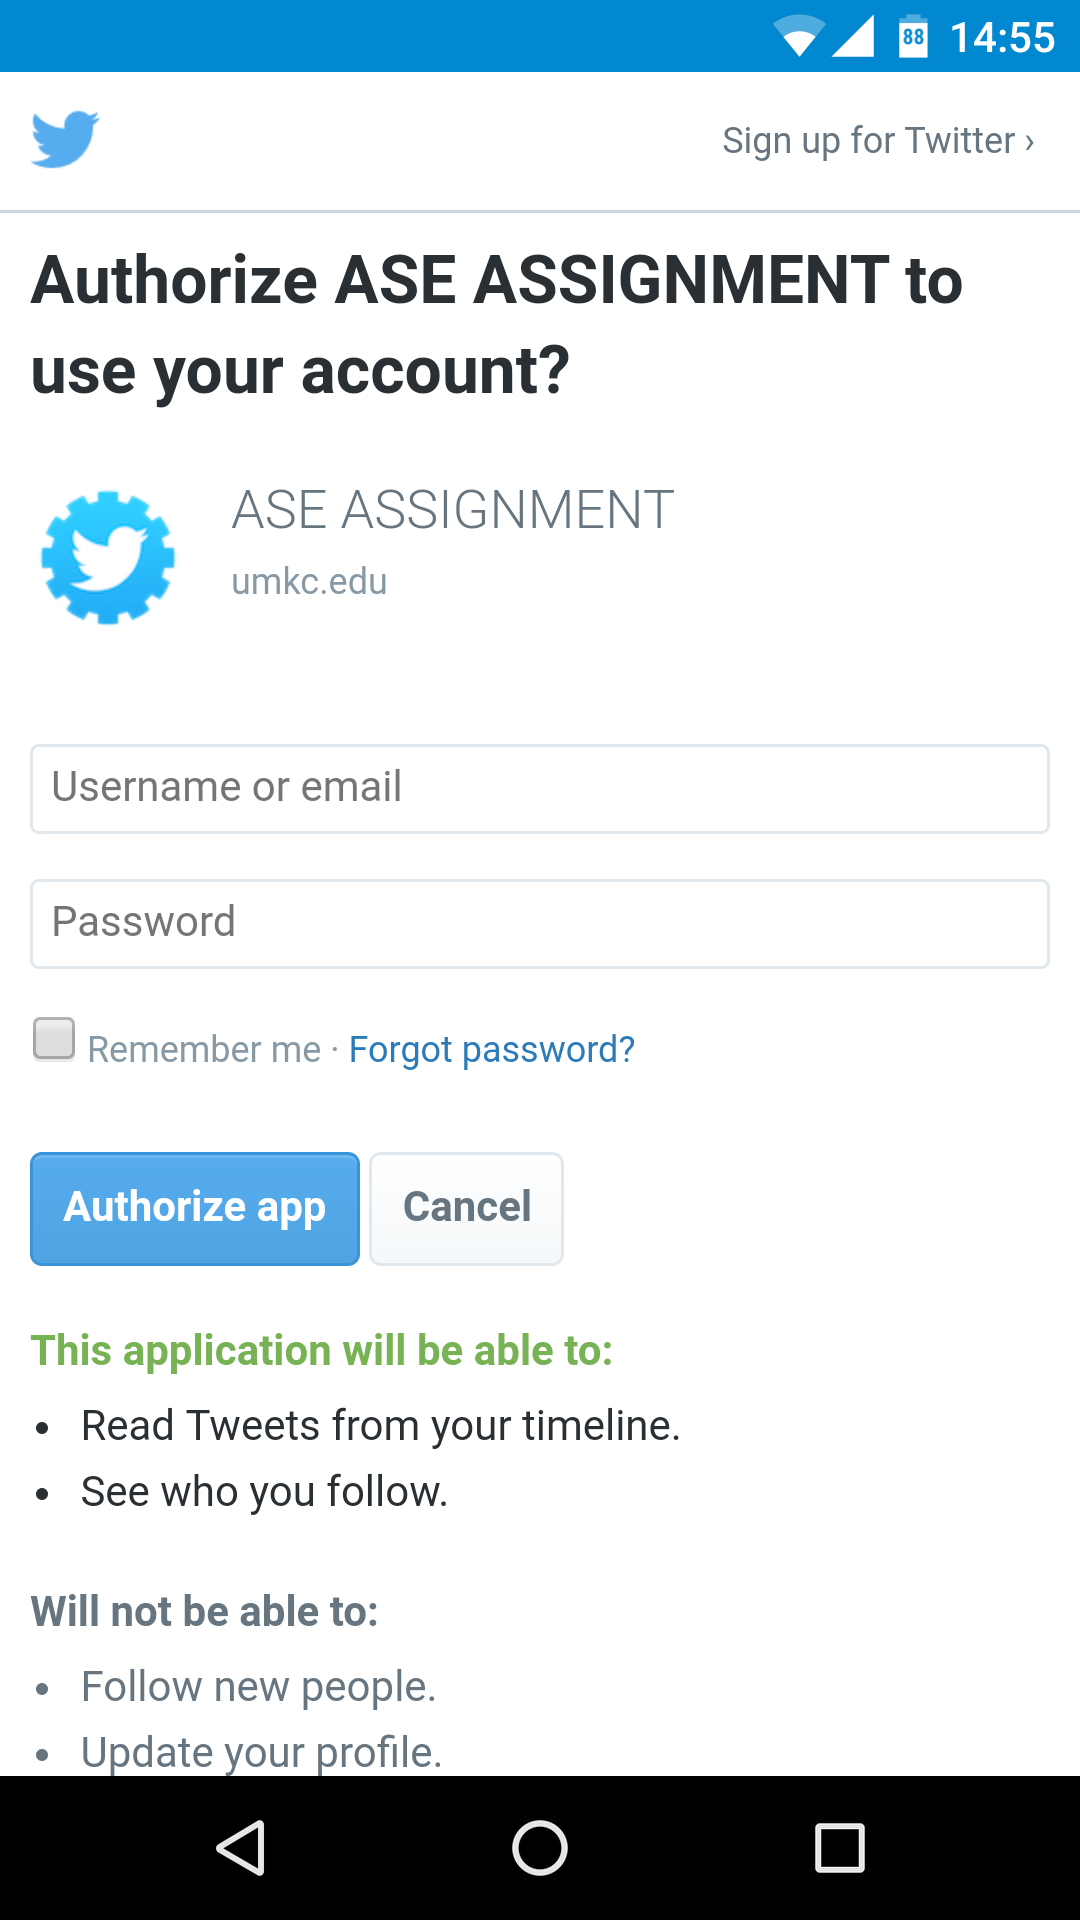 88 14:55
Sign up for Twitter ›
Authorize ASE ASSIGNMENT to
use your account?
ASE ASSIGNMENT
umkc.edu
Username or email
Password
Remember me · Forgot password?
Authorize app Cancel
This application will be able to:
• Read Tweets from your timeline.
• See who you follow.
Will not be able to:
• Follow new people.
• Update your profile.